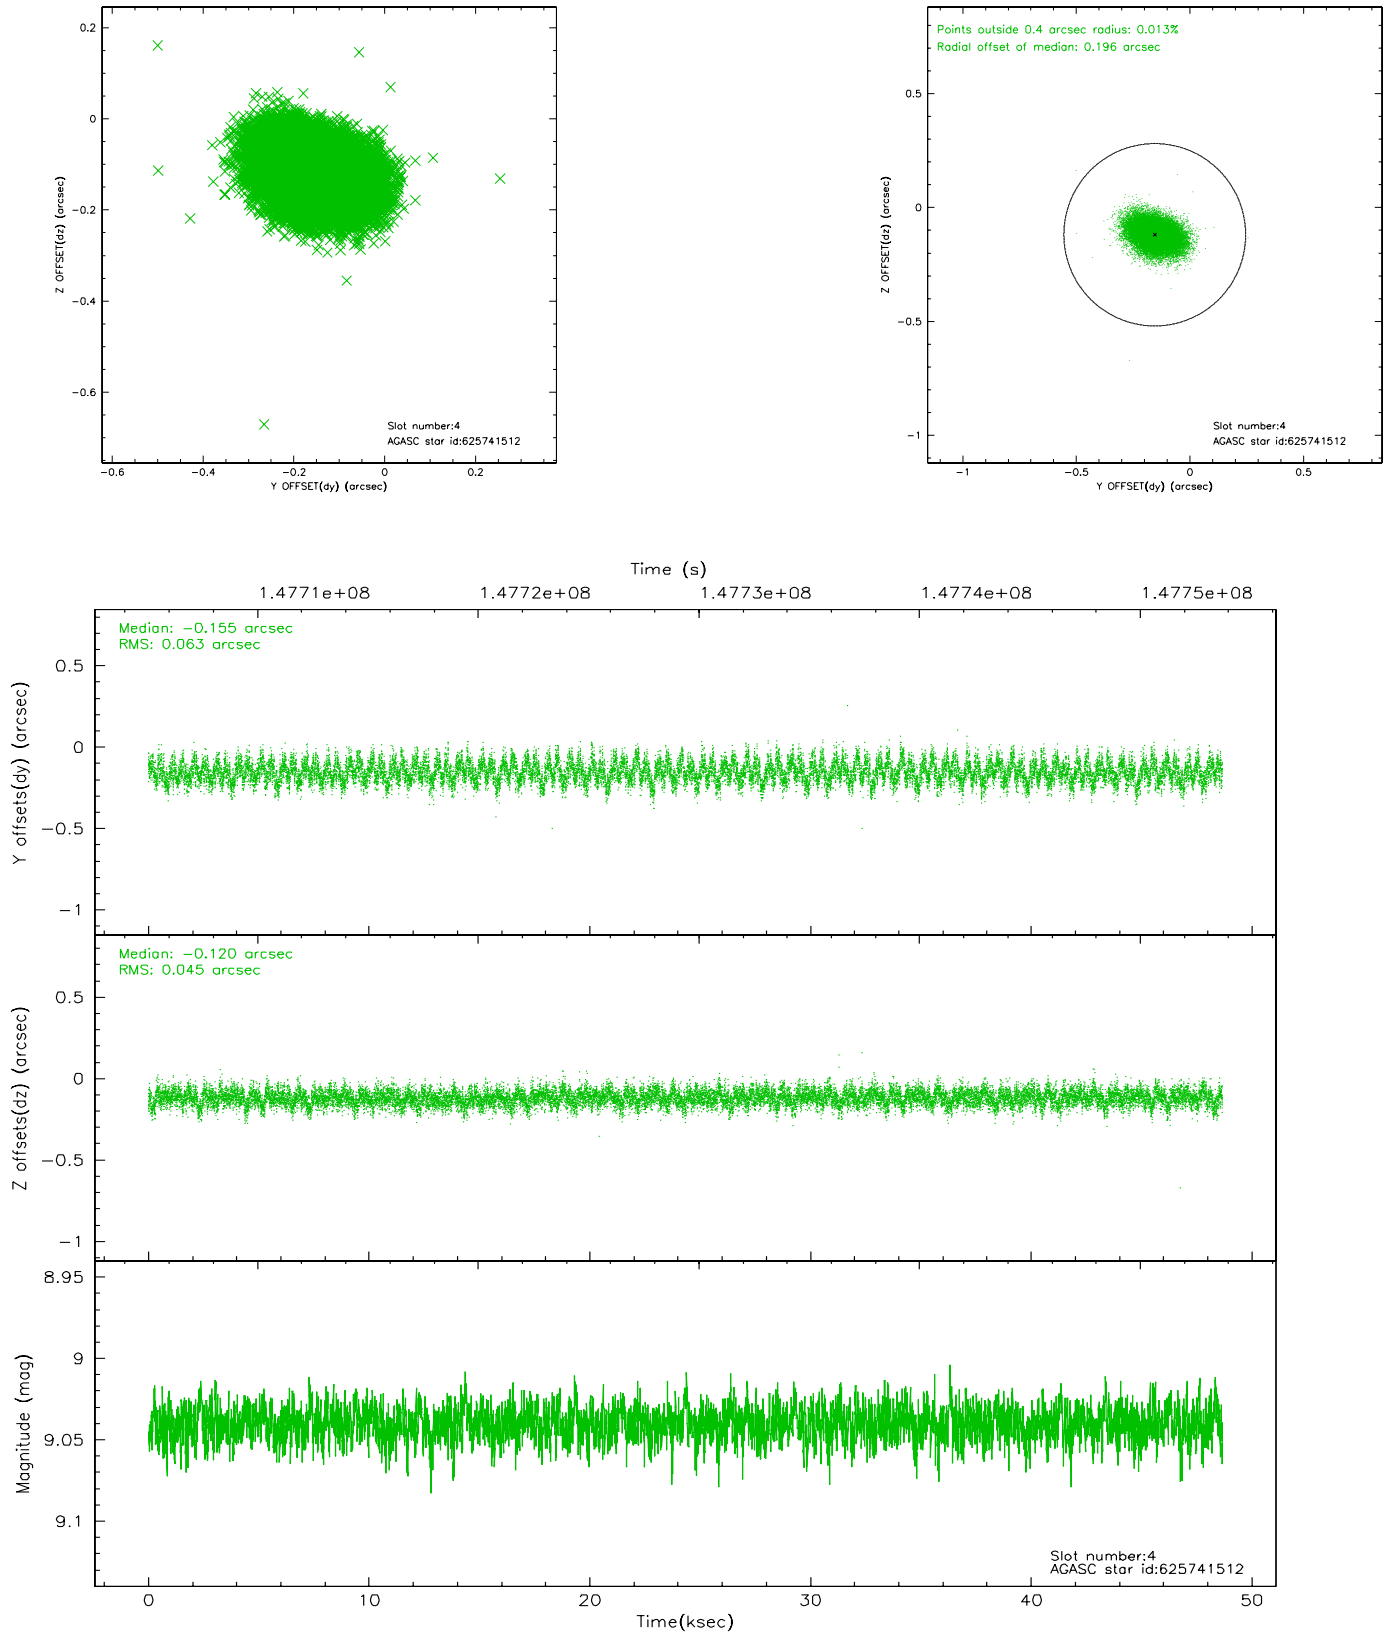 0.2
0
-0.2
-0.4
-0.6
Z OFFSET(dz) (arcsec)
Slot number:4
AGASC star id:625741512
-0.6 -0.4 -0.2 0 0.2
Y OFFSET(dy) (arcsec)
Points outside 0.4 arcsec radius: 0.013%
Radial offset of median: 0.196 arcsec
0.5
0
-0.5
-1
Z OFFSET(dz) (arcsec)
Slot number:4
AGASC star id:625741512
-1 -0.5 0 0.5
Y OFFSET(dy) (arcsec)
Time (s)
1.4771e+08 1.4772e+08 1.4773e+08 1.4774e+08 1.4775e+08
Median: -0.155 arcsec
RMS: 0.063 arcsec
0.5
0
-0.5
-1
Y offsets(dy) (arcsec)
Median: -0.120 arcsec
RMS: 0.045 arcsec
0.5
0
-0.5
-1
Z offsets(dz) (arcsec)
8.95
9
9.05
9.1
Magnitude (mag)
Slot number:4
AGASC star id:625741512
0 10 20 30 40 50
Time(ksec)